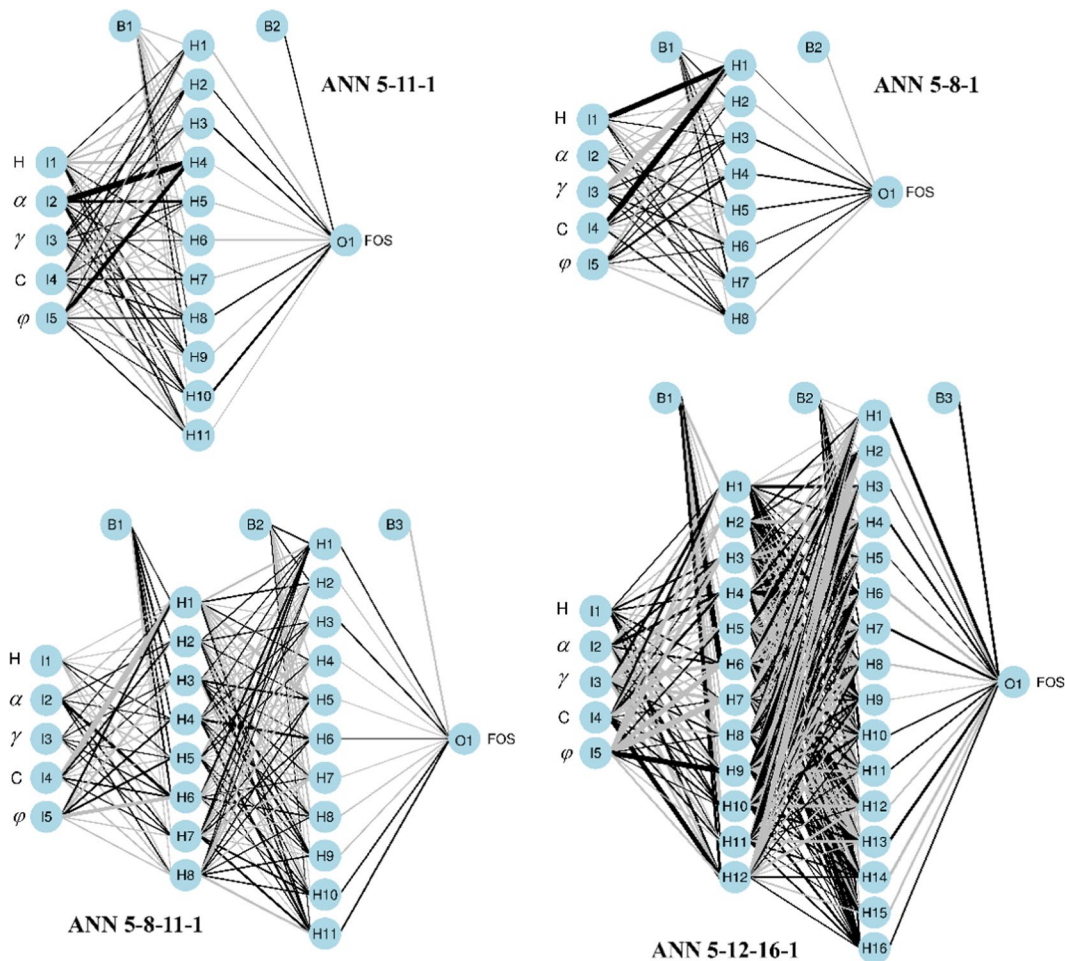 B1
B2
H1
H2
H3
H4
H5
H6
H7
H8
H9
H10
H11
H I1
α I2
γ I3
C I4
φ I5
O1 FOS
ANN 5-11-1
B1
B2
H1
H2
H3
H4
H5
H6
H7
H8
H I1
α I2
γ I3
C I4
φ I5
O1 FOS
ANN 5-8-1
B1
B2
B3
H I1
α I2
γ I3
C I4
φ I5
H1
H2
H3
H4
H5
H6
H7
H8
H1
H2
H3
H4
H5
H6
H7
H8
H9
H10
H11
O1 FOS
ANN 5-8-11-1
B1
B2
B3
H I1
α I2
γ I3
C I4
φ I5
H1
H2
H3
H4
H5
H6
H7
H8
H9
H10
H11
H12
H1
H2
H3
H4
H5
H6
H7
H8
H9
H10
H11
H12
H13
H14
H15
H16
O1 FOS
ANN 5-12-16-1